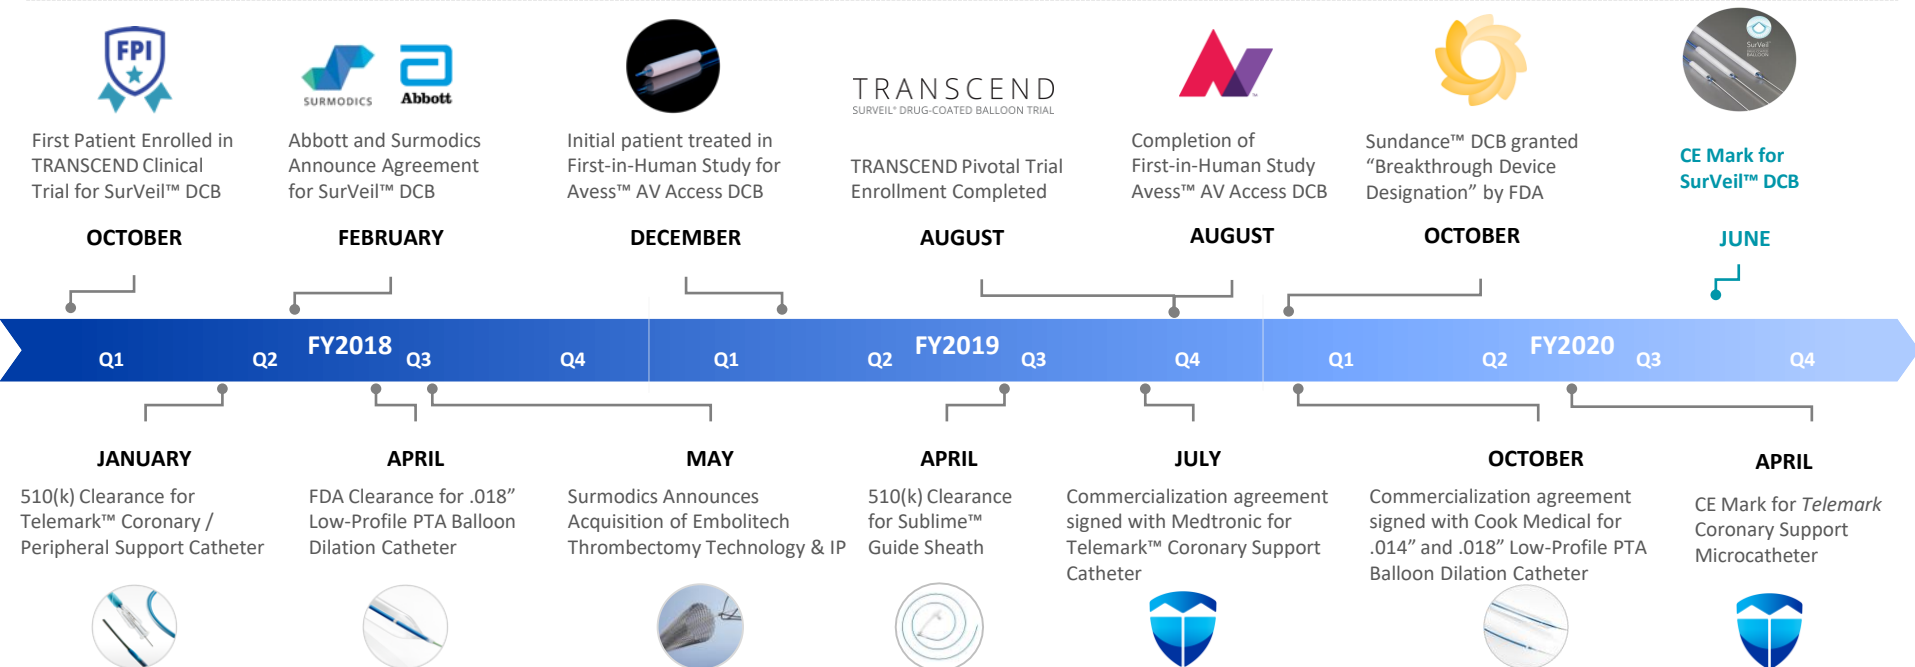 FPI
SURMODICS
Abbott
TRANSCEND
SURVEIL® DRUG-COATED BALLOON TRIAL
SurVeil™
First Patient Enrolled in
TRANSCEND Clinical
Trial for SurVeil™ DCB
Abbott and Surmodics
Announce Agreement
for SurVeil™ DCB
Initial patient treated in
First-in-Human Study for
Avess™ AV Access DCB
TRANSCEND Pivotal Trial
Enrollment Completed
Completion of
First-in-Human Study
Avess™ AV Access DCB
Sundance™ DCB granted
“Breakthrough Device
Designation” by FDA
CE Mark for
SurVeil™ DCB
OCTOBER
FEBRUARY
DECEMBER
AUGUST
AUGUST
OCTOBER
JUNE
Q1
Q2
FY2018
Q3
Q4
Q1
Q2
FY2019
Q3
Q4
Q1
Q2
FY2020
Q3
Q4
JANUARY
510(k) Clearance for
Telemark™ Coronary /
Peripheral Support Catheter
APRIL
FDA Clearance for .018”
Low-Profile PTA Balloon
Dilation Catheter
MAY
Surmodics Announces
Acquisition of Embolitech
Thrombectomy Technology & IP
APRIL
510(k) Clearance
for Sublime™
Guide Sheath
JULY
Commercialization agreement
signed with Medtronic for
Telemark™ Coronary Support
Catheter
OCTOBER
Commercialization agreement
signed with Cook Medical for
.014” and .018” Low-Profile PTA
Balloon Dilation Catheter
APRIL
CE Mark for Telemark
Coronary Support
Microcatheter